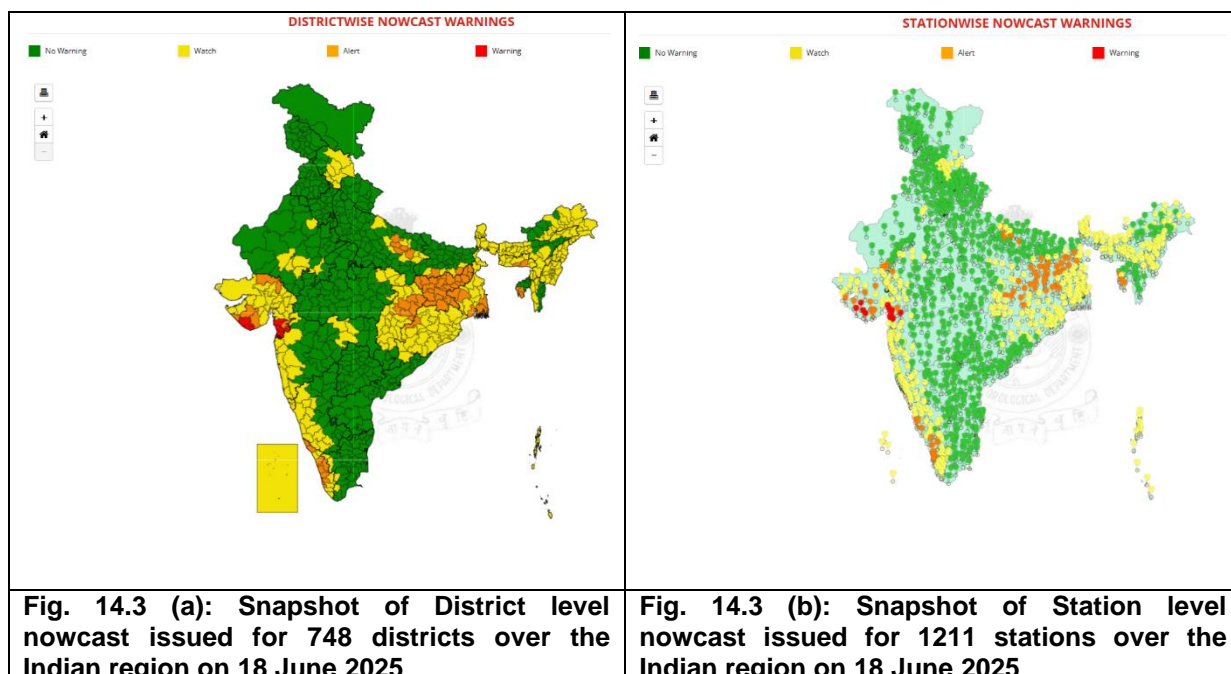 DISTRICTWISE NOWCAST WARNINGS
No Warning
Watch
Alert
Warning
+
-
STATIONWISE NOWCAST WARNINGS
No Warning
Watch
Alert
Warning
+
-
Fig. 14.3 (a): Snapshot of District level
nowcast issued for 748 districts over the
Indian region on 18 June 2025
Fig. 14.3 (b): Snapshot of Station level
nowcast issued for 1211 stations over the
Indian region on 18 June 2025